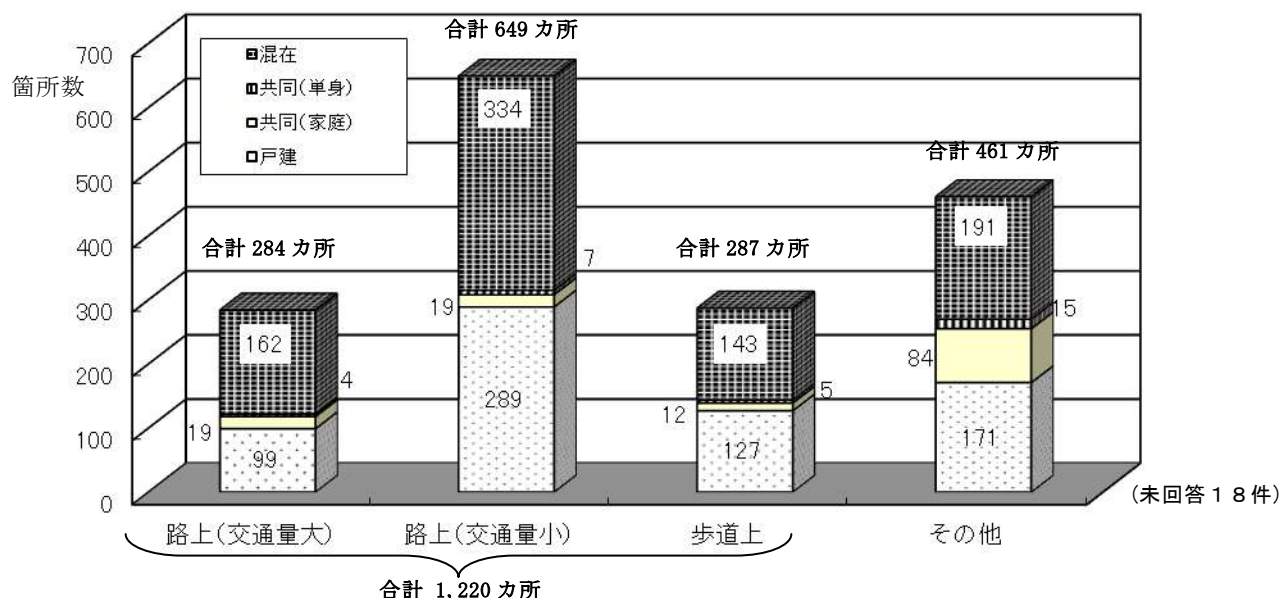 合計 649 カ所
700
600
500
400
300
200
100
0
箇所数
混在
共同(単身)
共同(家庭)
戸建
合計 284 カ所
合計 287 カ所
合計 461 カ所
162
4
19
99
334
7
19
289
143
5
12
127
191
15
84
171
(未回答18件)
路上(交通量大)
路上(交通量小)
歩道上
その他
合計 1,220 カ所